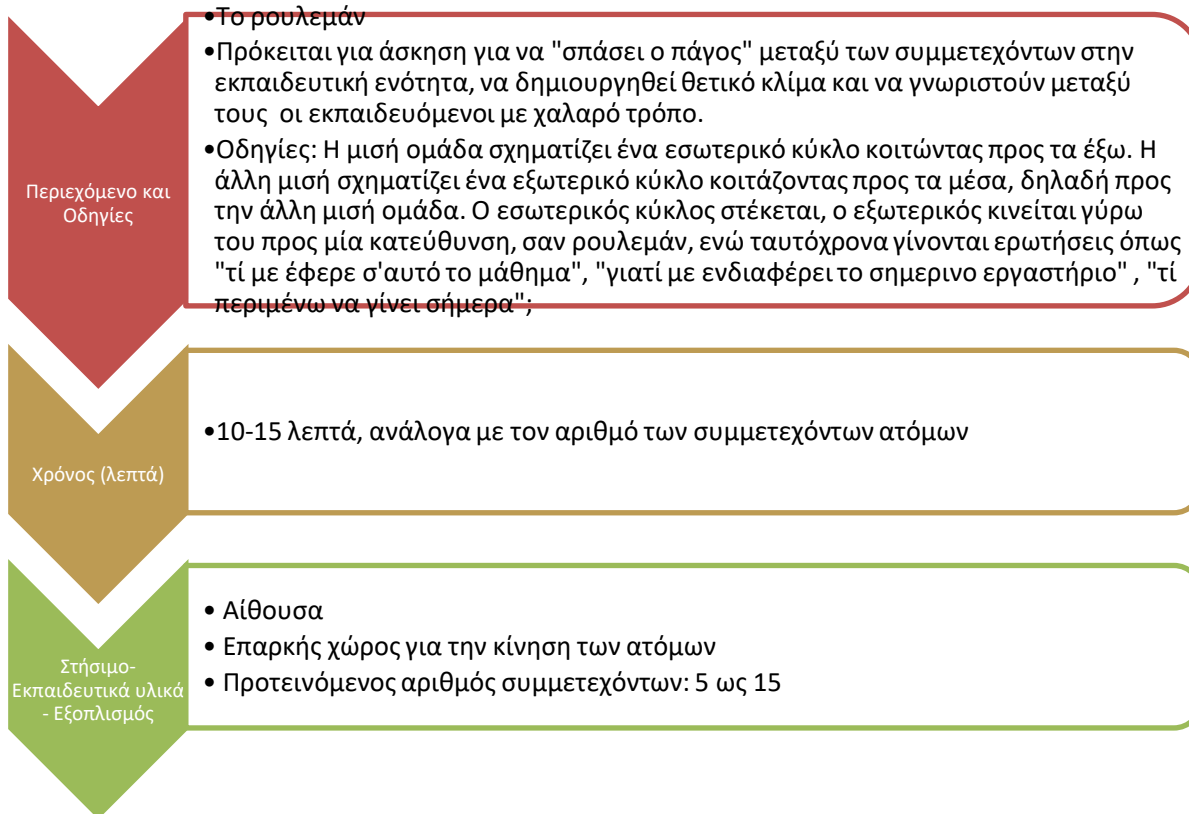 Περιεχόμενο και
Οδηγίες
•Το ρουλεμάν
•Πρόκειται για άσκηση για να "σπάσει ο πάγος" μεταξύ των συμμετεχόντων στην
εκπαιδευτική ενότητα, να δημιουργηθεί θετικό κλίμα και να γνωριστούν μεταξύ
τους οι εκπαιδευόμενοι με χαλαρό τρόπο.
•Οδηγίες: Η μισή ομάδα σχηματίζει ένα εσωτερικό κύκλο κοιτώντας προς τα έξω. Η
άλλη μισή σχηματίζει ένα εξωτερικό κύκλο κοιτάζοντας προς τα μέσα, δηλαδή προς
την άλλη μισή ομάδα. Ο εσωτερικός κύκλος στέκεται, ο εξωτερικός κινείται γύρω
του προς μία κατεύθυνση, σαν ρουλεμάν, ενώ ταυτόχρονα γίνονται ερωτήσεις όπως
"τί με έφερε σ'αυτό το μάθημα", "γιατί με ενδιαφέρει το σημερινο εργαστήριο" , "τί
περιμένω να γίνει σήμερα";
Χρόνος (λεπτά)
•10-15 λεπτά, ανάλογα με τον αριθμό των συμμετεχόντων ατόμων
Στήσιμο-
Εκπαιδευτικά υλικά
- Εξοπλισμός
• Αίθουσα
• Επαρκής χώρος για την κίνηση των ατόμων
• Προτεινόμενος αριθμός συμμετεχόντων: 5 ως 15